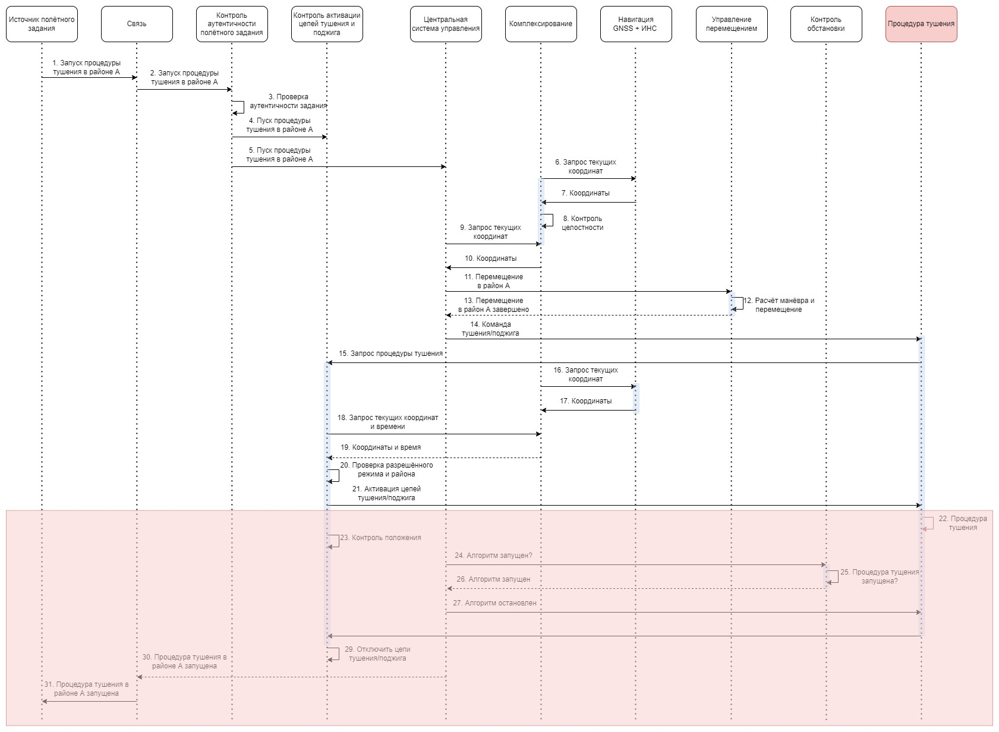 Источник полётного
задания
Связь
Контроль
аутентичности
полётного задания
Контроль активации
цепей тушения и
поджига
Центральная
система управления
Комплексирование
Навигация
GNSS + ИНС
Управление
перемещением
Контроль
обстановки
Процедура тушения
1. Запуск процедуры
тушения в районе А
2. Запуск процедуры
тушения в районе А
3. Проверка
аутентичности задания
4. Пуск процедуры
тушения в районе А
5. Пуск процедуры
тушения в районе А
6. Запрос текущих
координат
7. Координаты
8. Контроль
целостности
9. Запрос текущих
координат
10. Координаты
11. Перемещение
в район А
12. Расчёт манёвра и
перемещение
13. Перемещение
в район А завершено
14. Команда
тушения/поджига
15. Запрос процедуры тушения
16. Запрос текущих
координат
17. Координаты
18. Запрос текущих координат
и времени
19. Координаты и время
20. Проверка разрешённого
режима и района
21. Активация цепей
тушения/поджига
22. Процедура
тушения
23. Контроль положения
24. Алгоритм запущен?
25. Процедура тущения
запущена?
26. Алгоритм запущен
27. Алгоритм остановлен
29. Отключить цепи
тушения/поджига
30. Процедура тушения в
районе А запущена
31. Процедура тушения в
районе А запущена